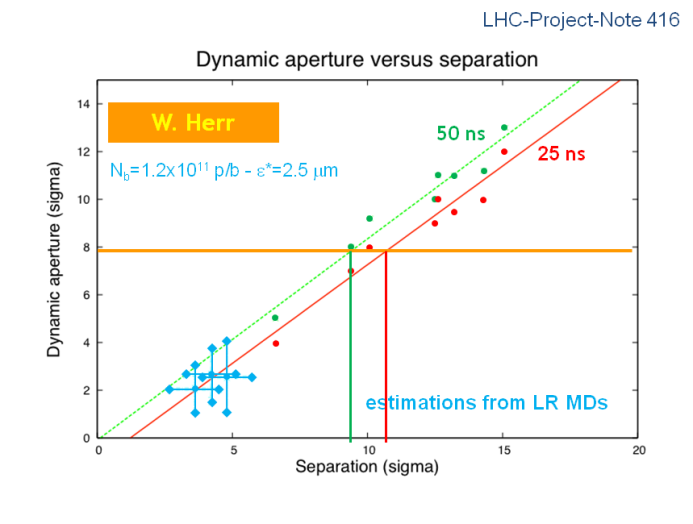 LHC-Project-Note 416
Dynamic aperture versus separation
W. Herr
50 ns
25 ns
N_b=1.2x10¹¹ p/b - ε*=2.5 μm
Dynamic aperture (sigma)
14
12
10
8
6
4
2
0
estimations from LR MDs
0
5
10
15
20
Separation (sigma)